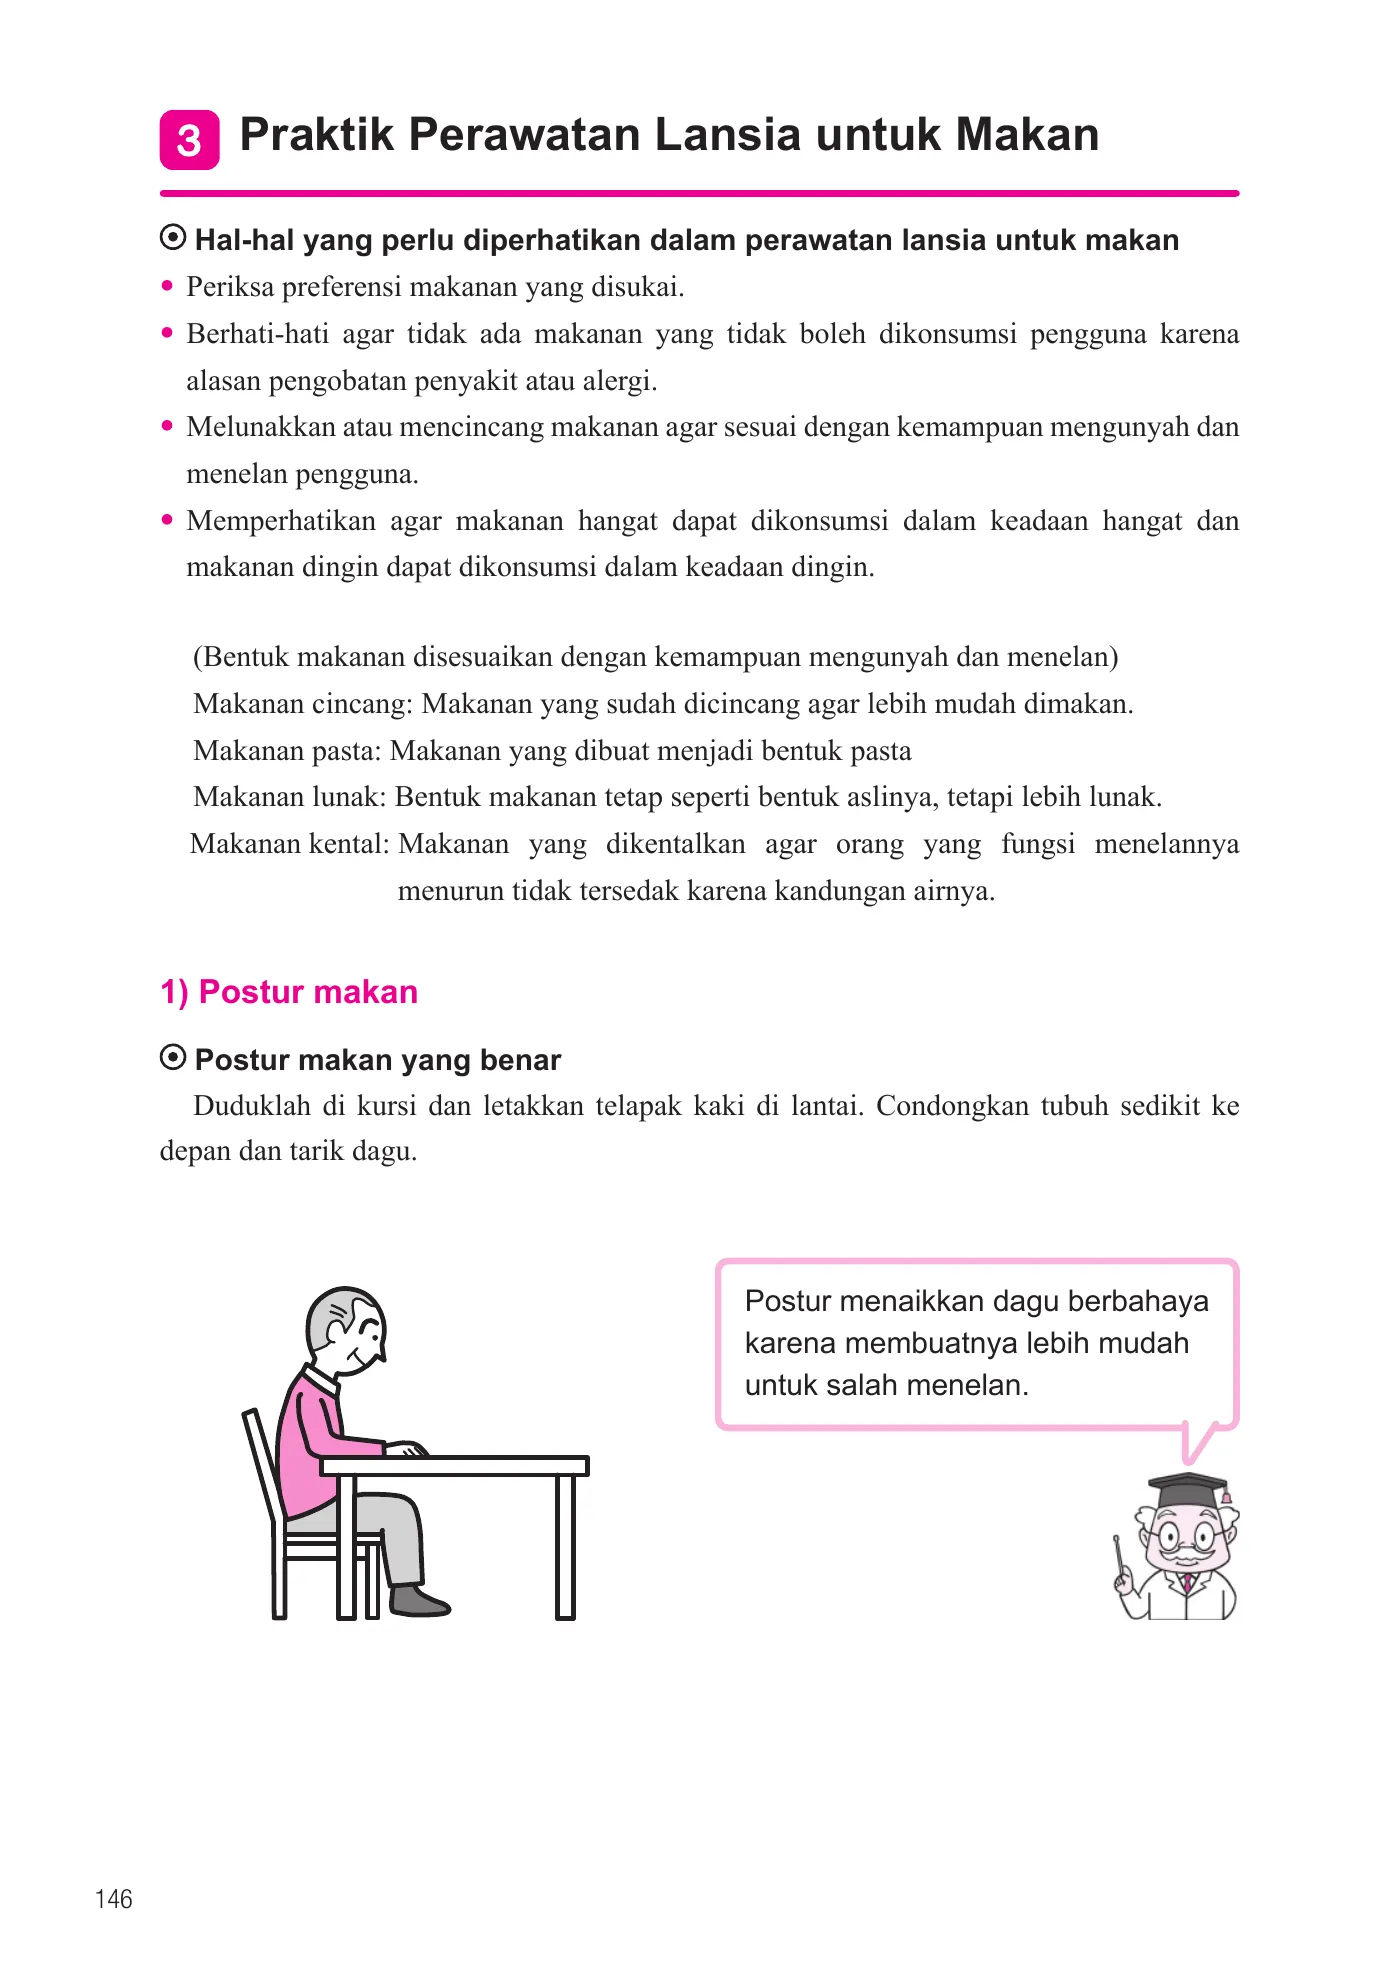 3 Praktik Perawatan Lansia untuk Makan
Hal-hal yang perlu diperhatikan dalam perawatan lansia untuk makan
• Periksa preferensi makanan yang disukai.
• Berhati-hati agar tidak ada makanan yang tidak boleh dikonsumsi pengguna karena
alasan pengobatan penyakit atau alergi.
• Melunakkan atau mencincang makanan agar sesuai dengan kemampuan mengunyah dan
menelan pengguna.
• Memperhatikan agar makanan hangat dapat dikonsumsi dalam keadaan hangat dan
makanan dingin dapat dikonsumsi dalam keadaan dingin.
(Bentuk makanan disesuaikan dengan kemampuan mengunyah dan menelan)
Makanan cincang: Makanan yang sudah dicincang agar lebih mudah dimakan.
Makanan pasta: Makanan yang dibuat menjadi bentuk pasta
Makanan lunak: Bentuk makanan tetap seperti bentuk aslinya, tetapi lebih lunak.
Makanan kental: Makanan yang dikentalkan agar orang yang fungsi menelannya
menurun tidak tersedak karena kandungan airnya.
1) Postur makan
Postur makan yang benar
Duduklah di kursi dan letakkan telapak kaki di lantai. Condongkan tubuh sedikit ke
depan dan tarik dagu.
Postur menaikkan dagu berbahaya
karena membuatnya lebih mudah
untuk salah menelan.
146